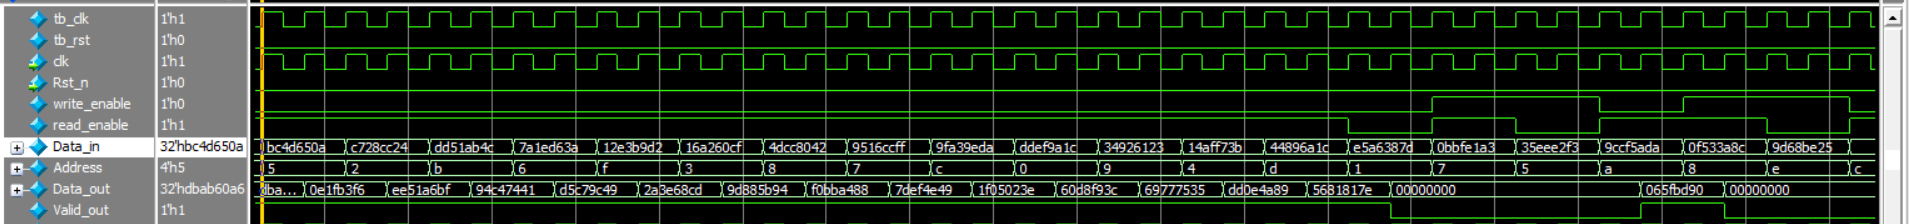 tb_clk 1'h1
tb_rst 1'h0
clk 1'h1
Rst_n 1'h0
write_enable 1'h0
read_enable 1'h1
Data_in 32'hbc4d650a bc4d650a c728cc24 dd51ab4c 7a1ed63a 12e3b9d2 16a260cf 4dcc8042 9516ccff 9fa39eda ddef9a1c 34926123 14aff73b 44896a1c e5a6387d 0bbfe1a3 35eee2f3 9ccf5ada 0f533a8c 9d68be25
Address 4'h5 5 2 b 6 f 3 8 7 c 0 9 4 d 1 7 5 a 8 e c
Data_out 32'hdbab60a6 dba... 0e1fb3f6 ee51a6bf 94c47441 d5c79c49 2a3e68cd 9d885b94 f0bba488 7def4e49 1f05023e 60d8f93c 69777535 dd0e4a89 5681817e 00000000 065fbd90 00000000
Valid_out 1'h1